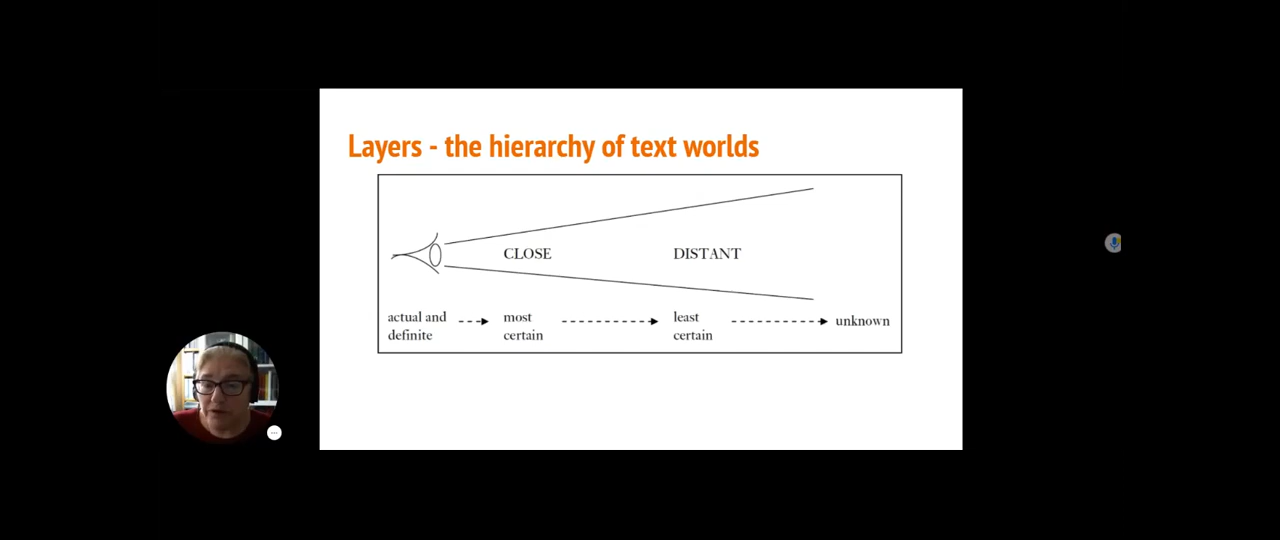 Layers - the hierarchy of text worlds
CLOSE
DISTANT
actual and
definite
most
certain
least
certain
unknown